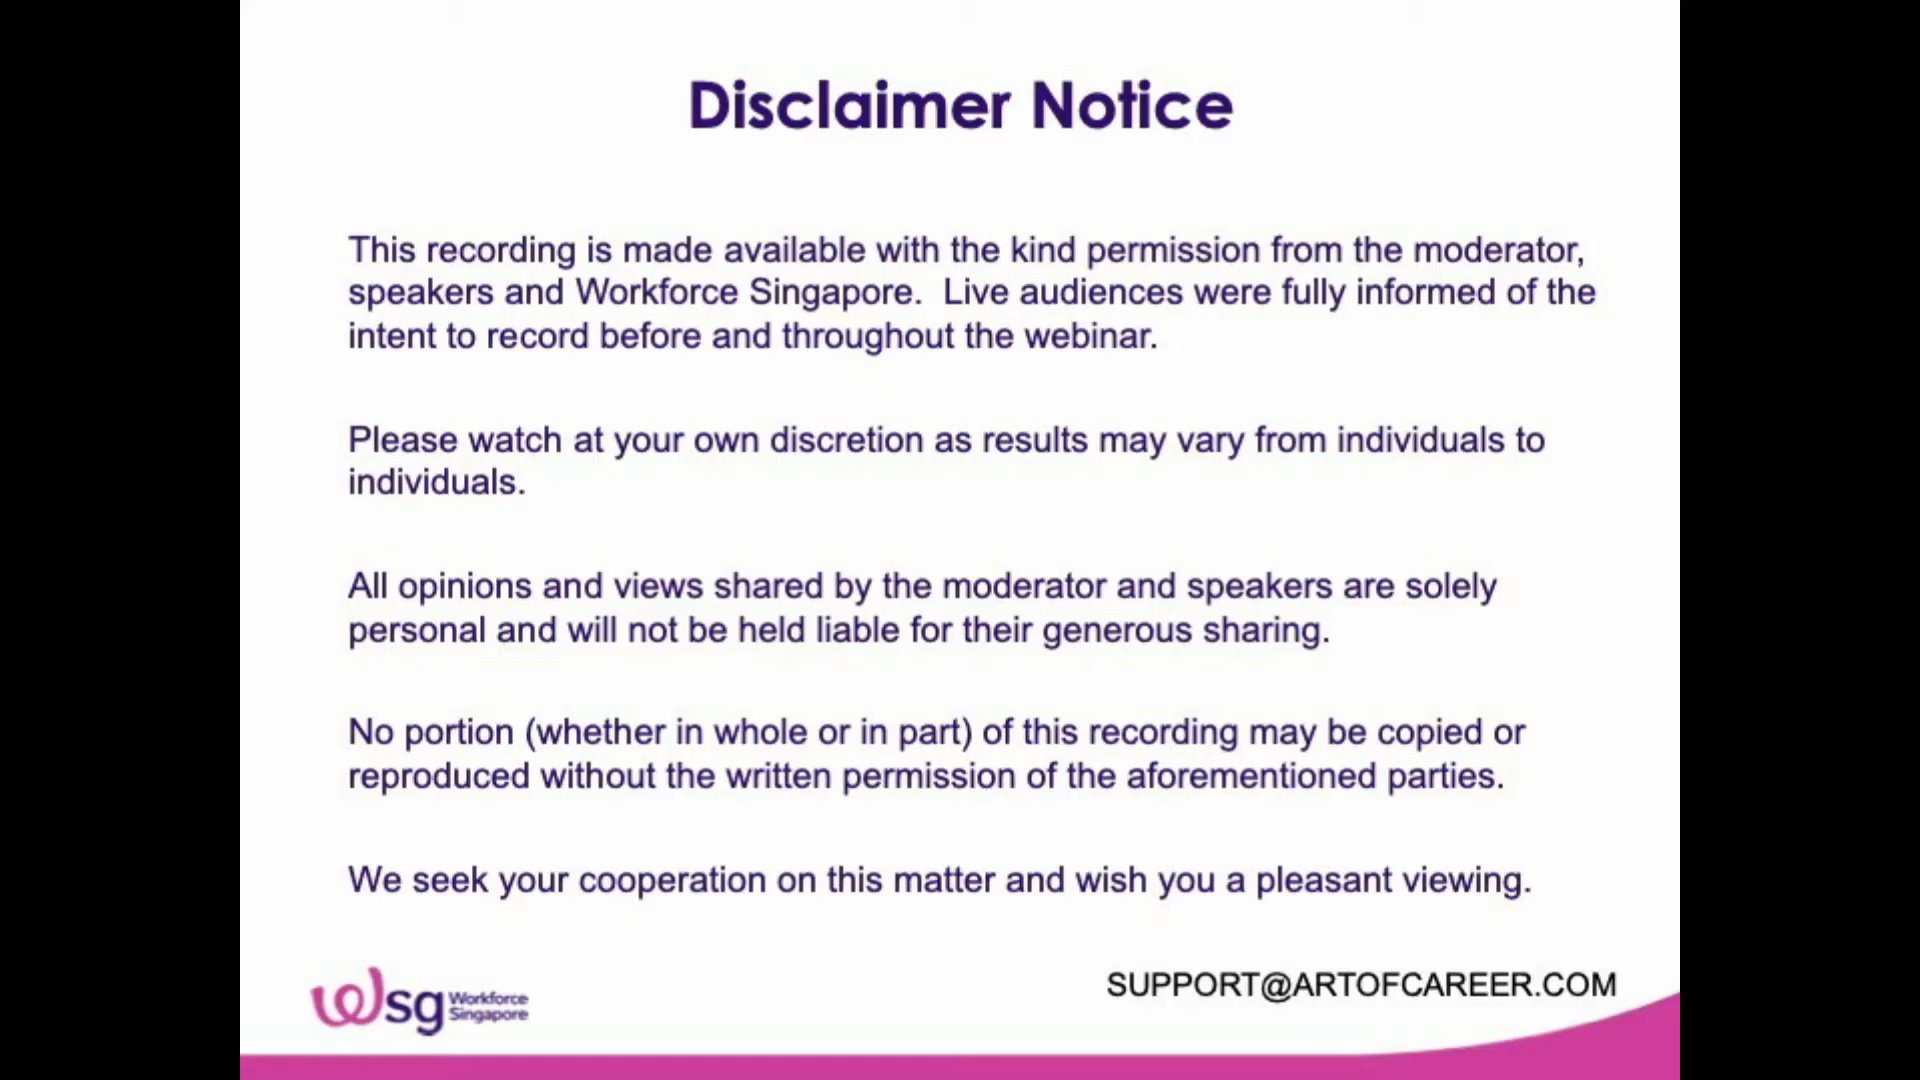 Disclaimer Notice
This recording is made available with the kind permission from the moderator,
speakers and Workforce Singapore.  Live audiences were fully informed of the
intent to record before and throughout the webinar.
Please watch at your own discretion as results may vary from individuals to
individuals.
All opinions and views shared by the moderator and speakers are solely
personal and will not be held liable for their generous sharing.
No portion (whether in whole or in part) of this recording may be copied or
reproduced without the written permission of the aforementioned parties.
We seek your cooperation on this matter and wish you a pleasant viewing.
SUPPORT@ARTOFCAREER.COM
wsg Workforce
Singapore